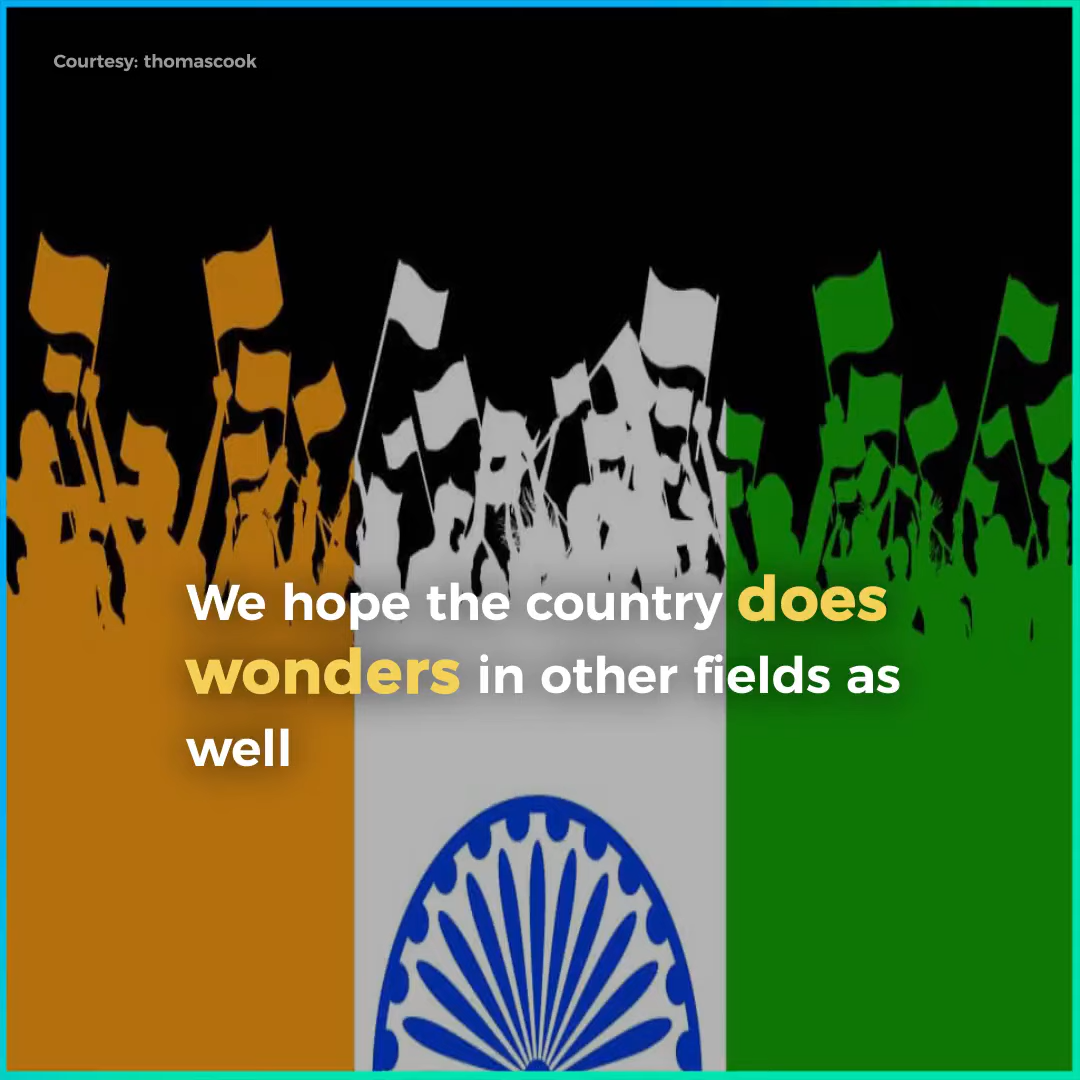 Courtesy: thomascook
We hope the country does
wonders in other fields as
well